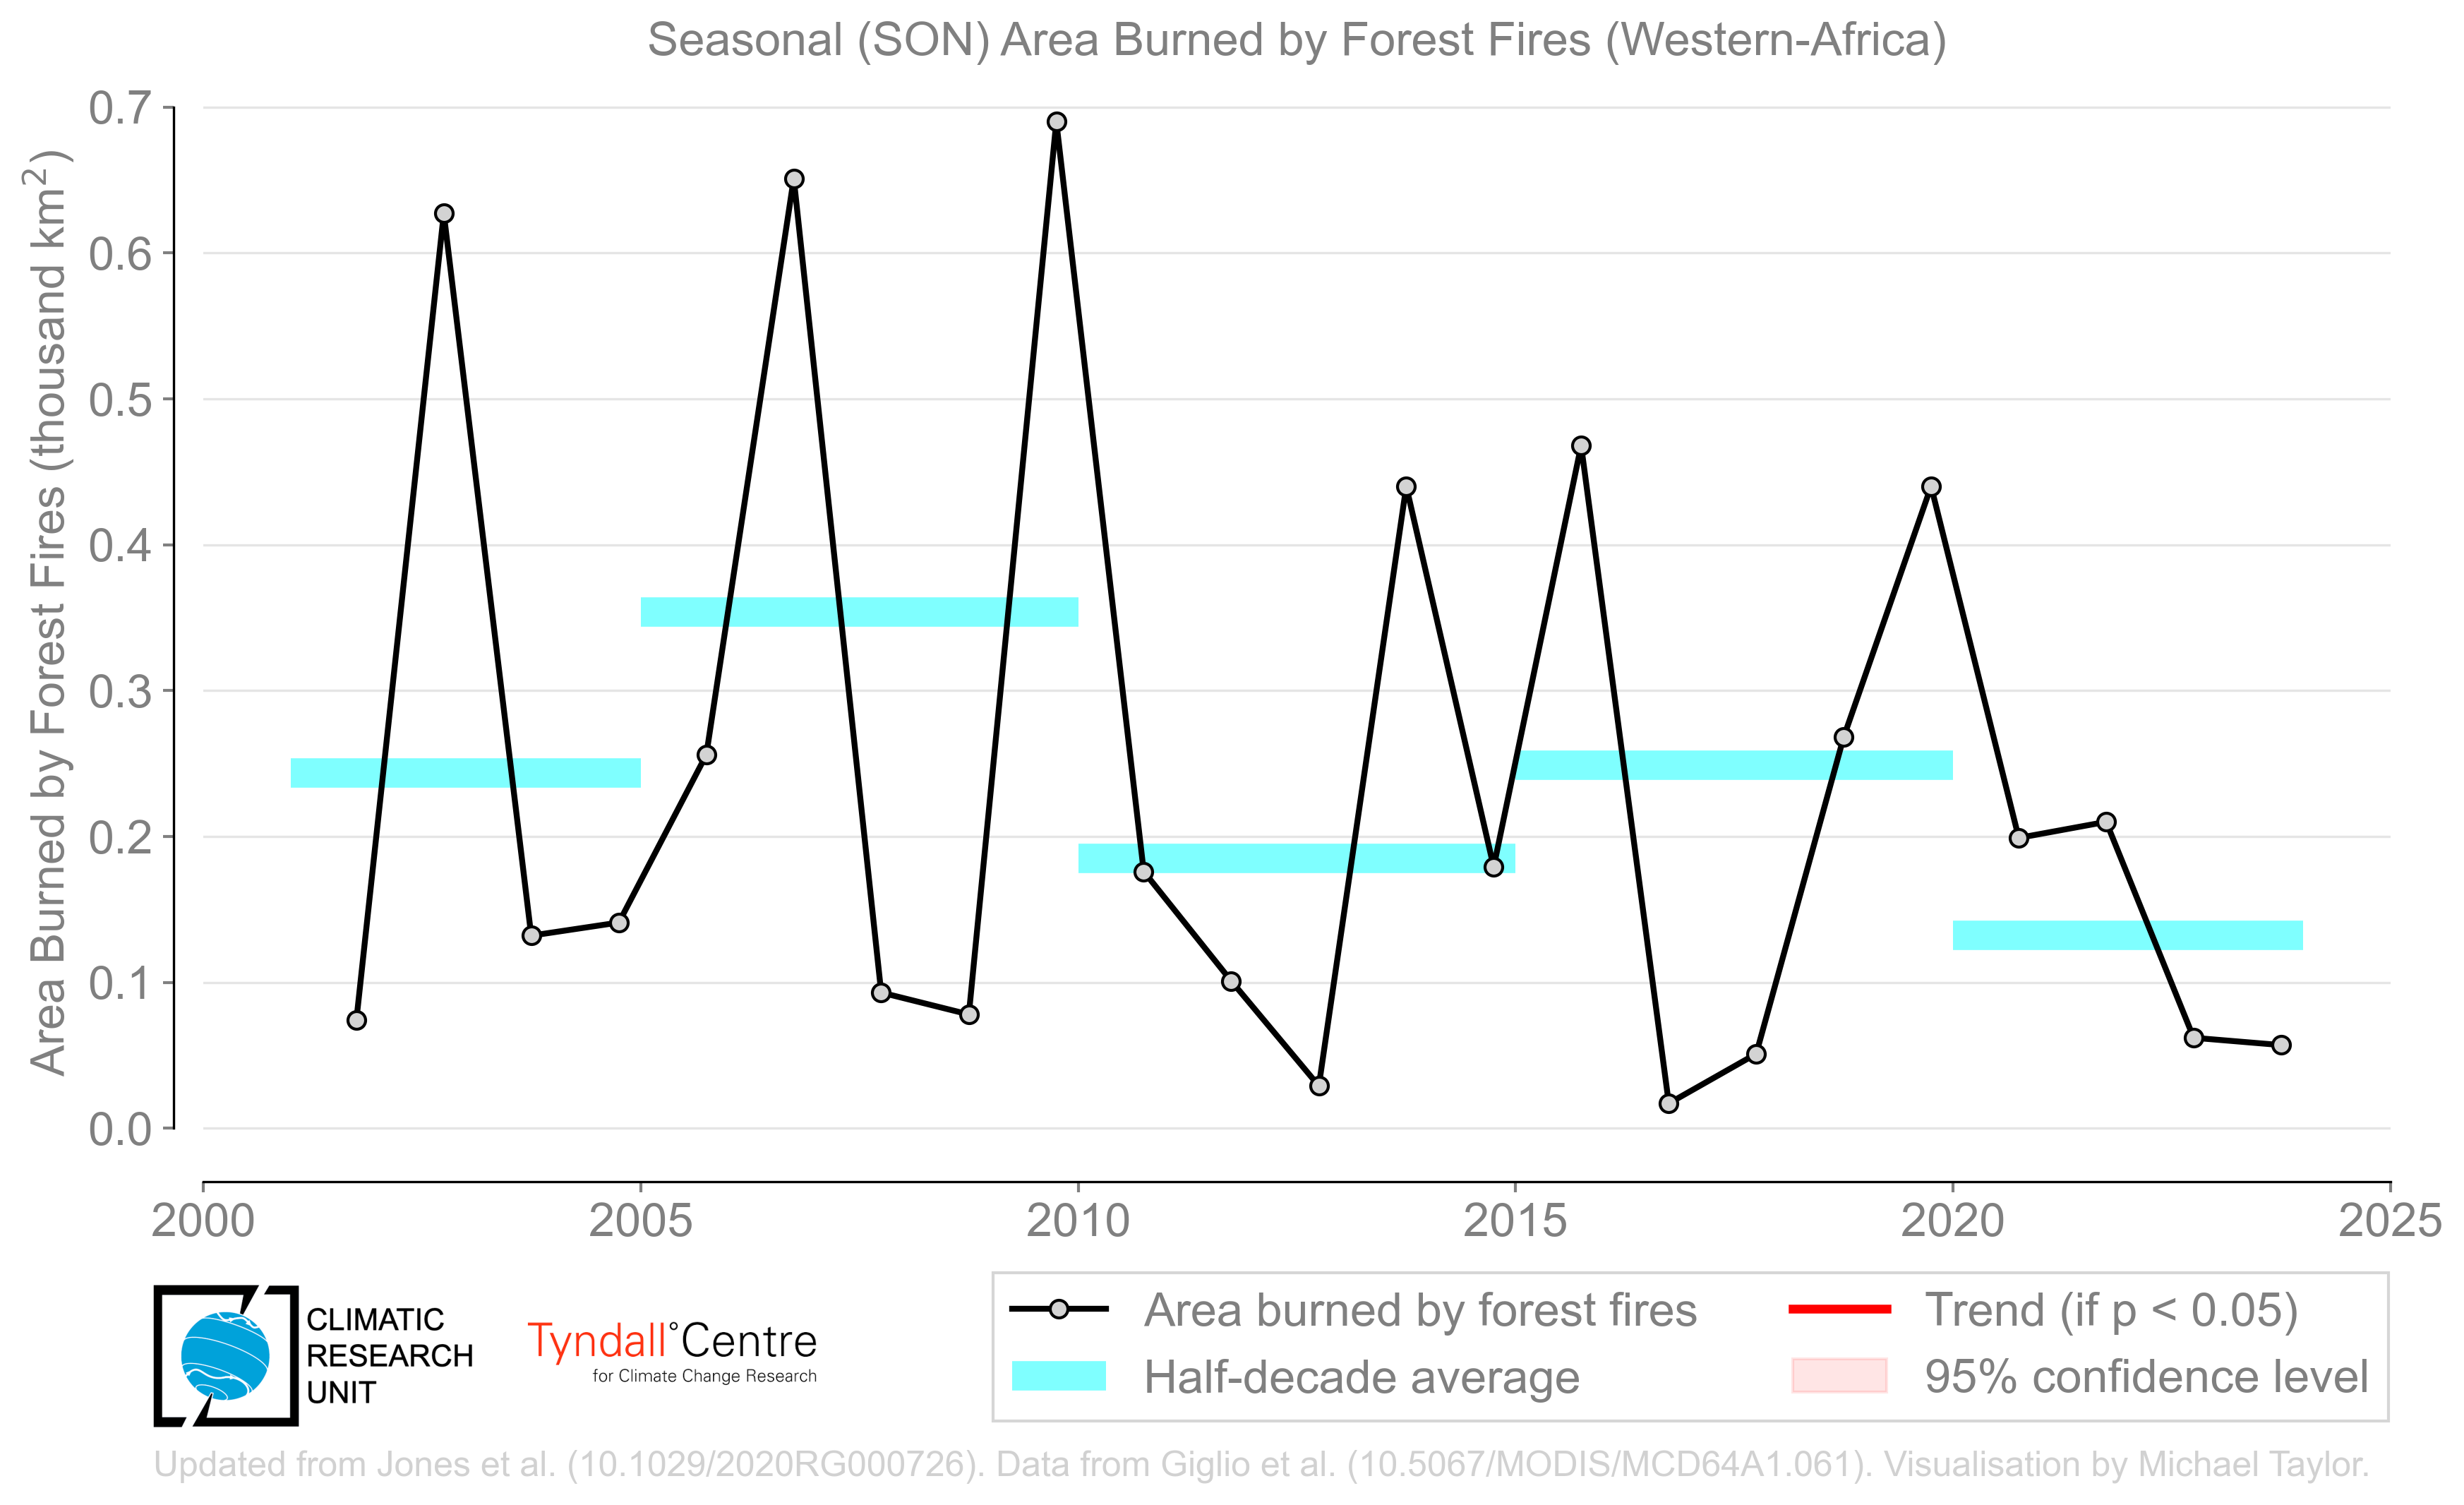 Seasonal (SON) Area Burned by Forest Fires (Western-Africa)
Area Burned by Forest Fires (thousand km²)
0.7
0.6
0.5
0.4
0.3
0.2
0.1
0.0
2000 2005 2010 2015 2020 2025
Area burned by forest fires
Trend (if p < 0.05)
Half-decade average
95% confidence level
CLIMATIC
RESEARCH
UNIT
Tyndall°Centre
for Climate Change Research
Updated from Jones et al. (10.1029/2020RG000726). Data from Giglio et al. (10.5067/MODIS/MCD64A1.061). Visualisation by Michael Taylor.